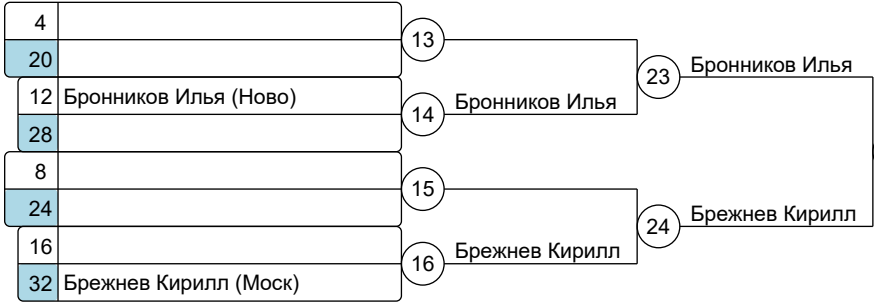 4
13
20
23 Бронников Илья
12 Бронников Илья (Ново)
14 Бронников Илья
28
8
15
24
24 Брежнев Кирилл
16
16 Брежнев Кирилл
32 Брежнев Кирилл (Моск)